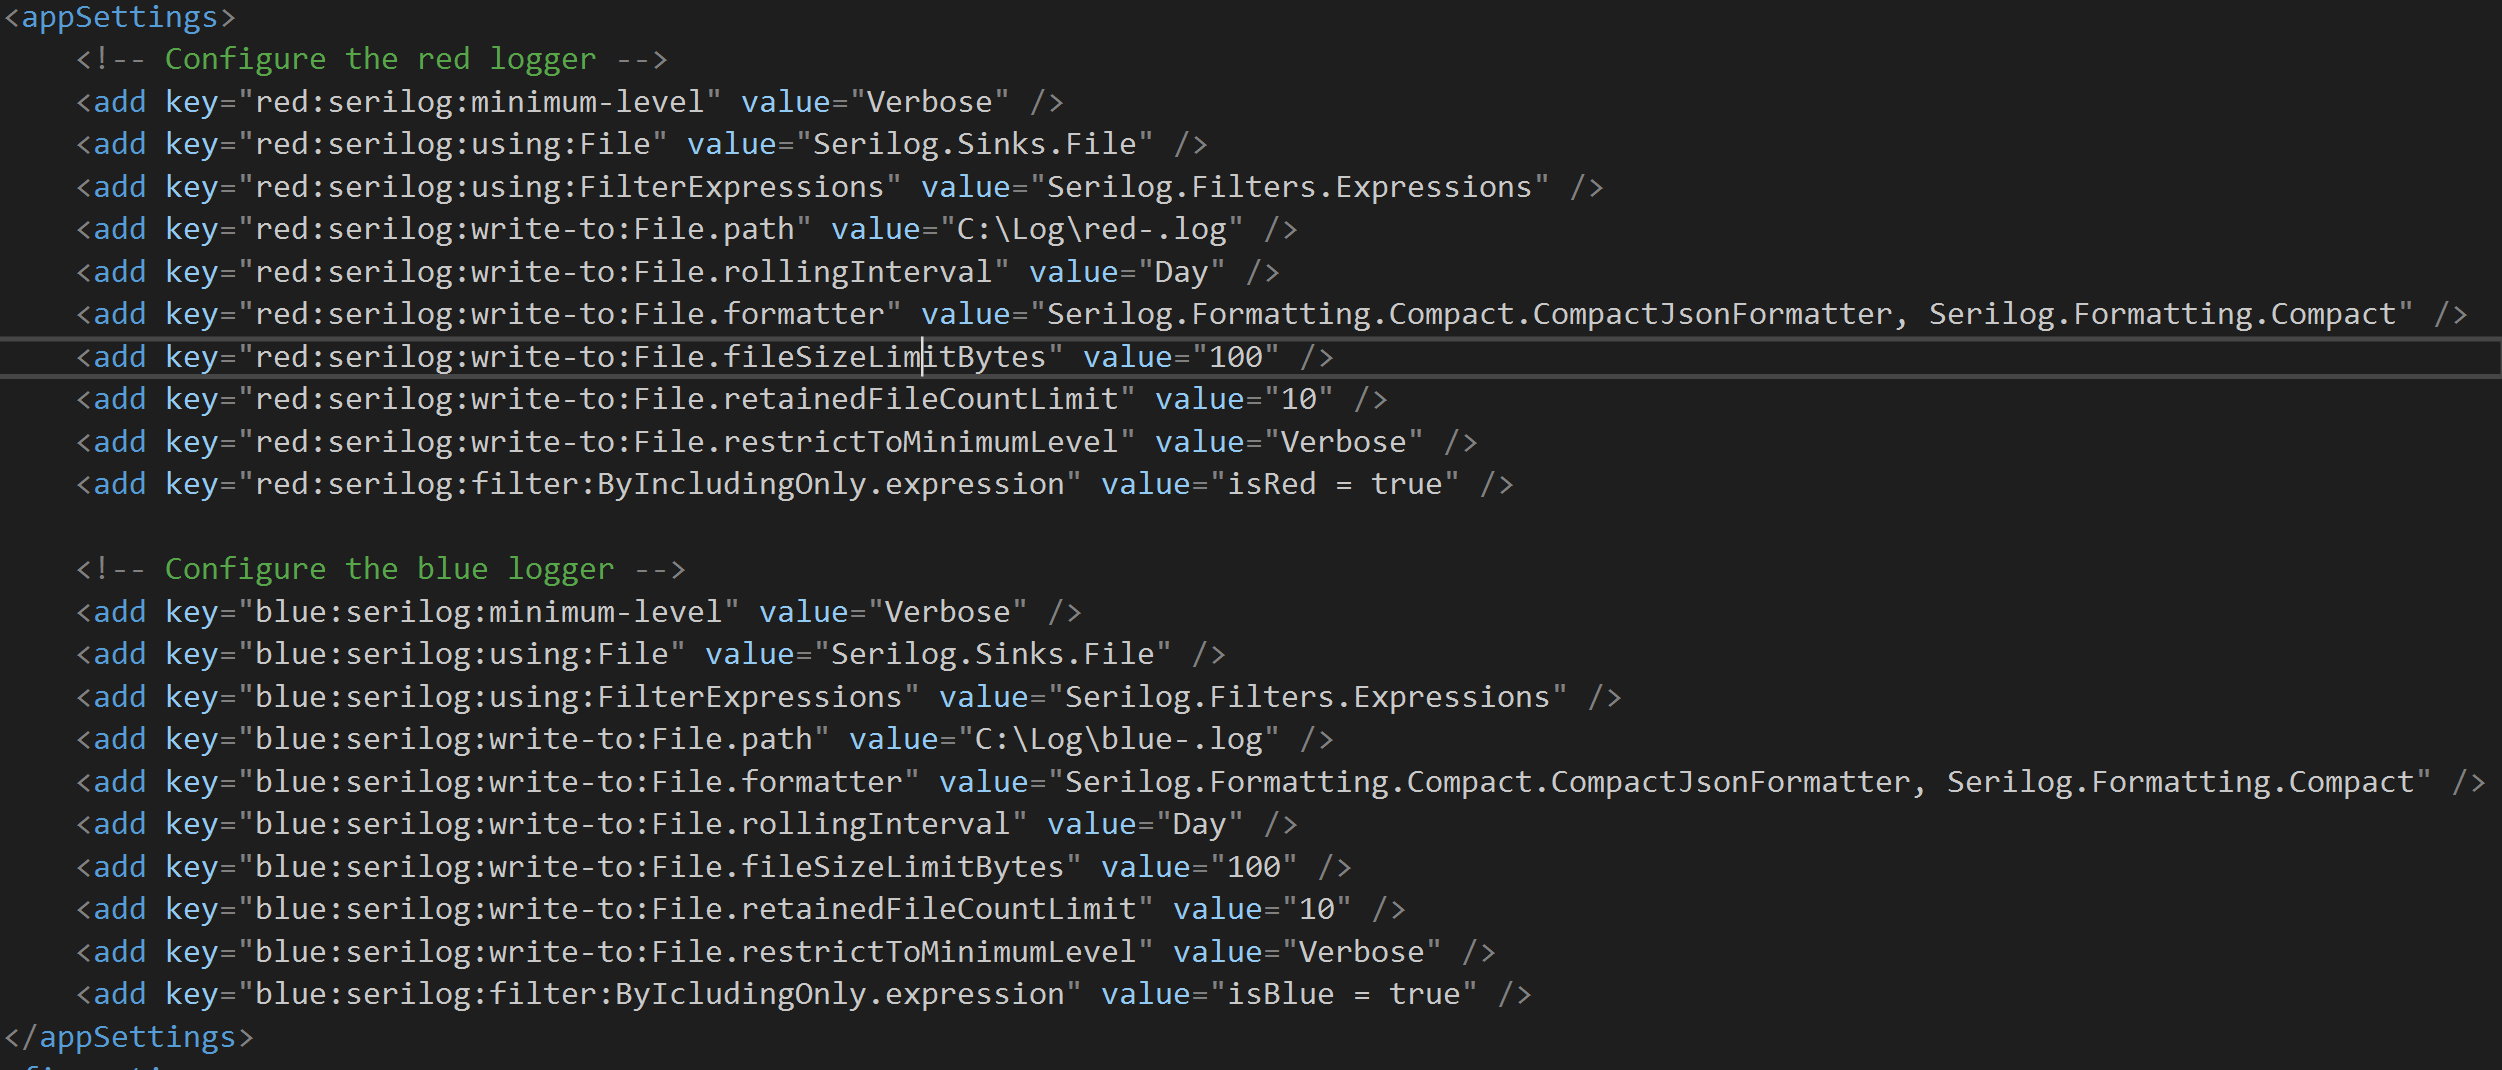 <appSettings>
<!-- Configure the red logger -->
<add key="red:serilog:minimum-level" value="Verbose" />
<add key="red:serilog:using:File" value="Serilog.Sinks.File" />
<add key="red:serilog:using:FilterExpressions" value="Serilog.Filters.Expressions" />
<add key="red:serilog:write-to:File.path" value="C:\Log\red-.log" />
<add key="red:serilog:write-to:File.rollingInterval" value="Day" />
<add key="red:serilog:write-to:File.formatter" value="Serilog.Formatting.Compact.CompactJsonFormatter, Serilog.Formatting.Compact" />
<add key="red:serilog:write-to:File.fileSizeLimitBytes" value="100" />
<add key="red:serilog:write-to:File.retainedFileCountLimit" value="10" />
<add key="red:serilog:write-to:File.restrictToMinimumLevel" value="Verbose" />
<add key="red:serilog:filter:ByIncludingOnly.expression" value="isRed = true" />
<!-- Configure the blue logger -->
<add key="blue:serilog:minimum-level" value="Verbose" />
<add key="blue:serilog:using:File" value="Serilog.Sinks.File" />
<add key="blue:serilog:using:FilterExpressions" value="Serilog.Filters.Expressions" />
<add key="blue:serilog:write-to:File.path" value="C:\Log\blue-.log" />
<add key="blue:serilog:write-to:File.formatter" value="Serilog.Formatting.Compact.CompactJsonFormatter, Serilog.Formatting.Compact" />
<add key="blue:serilog:write-to:File.rollingInterval" value="Day" />
<add key="blue:serilog:write-to:File.fileSizeLimitBytes" value="100" />
<add key="blue:serilog:write-to:File.retainedFileCountLimit" value="10" />
<add key="blue:serilog:write-to:File.restrictToMinimumLevel" value="Verbose" />
<add key="blue:serilog:filter:ByIcludingOnly.expression" value="isBlue = true" />
</appSettings>